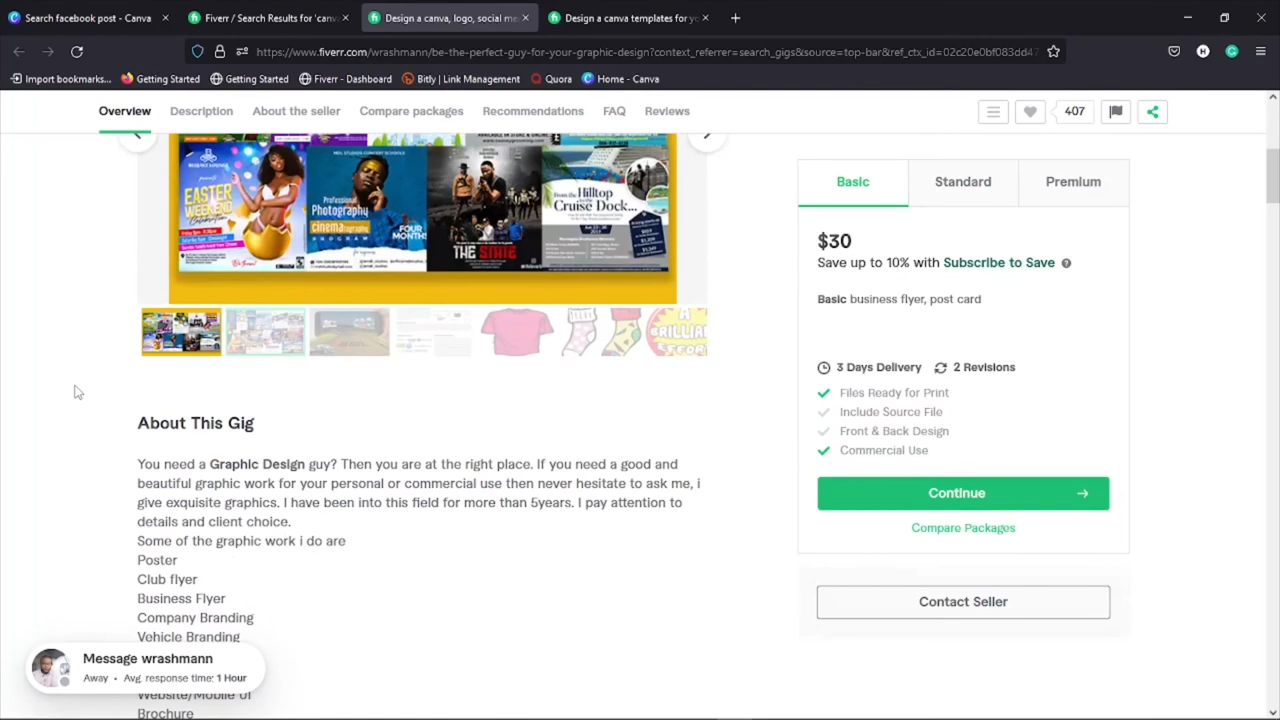 Search facebook post - Canva
Fiverr / Search Results for 'canva
Design a canva, logo, social me
Design a canva templates for yo
https://www.fiverr.com/wrashmann/be-the-perfect-guy-for-your-graphic-design?context_referrer=search_gigs&source=top-bar&ref_ctx_id=02c20e0bf083dd47
Import bookmarks...
Getting Started
Getting Started
Fiverr - Dashboard
Bitly | Link Management
Quora
Home - Canva
Overview
Description
About the seller
Compare packages
Recommendations
FAQ
Reviews
407
EASTER
WEEKEND
Professional
Photography
cinema
FOUR
MONTHS
THE STATE
From the Hilltop
to the
Cruise Dock...
A
BRILLIA
Basic
Standard
Premium
$30
Save up to 10% with Subscribe to Save
Basic business flyer, post card
3 Days Delivery
2 Revisions
Files Ready for Print
Include Source File
Front & Back Design
Commercial Use
Continue
Compare Packages
Contact Seller
About This Gig
You need a Graphic Design guy? Then you are at the right place. If you need a good and
beautiful graphic work for your personal or commercial use then never hesitate to ask me, i
give exquisite graphics. I have been into this field for more than 5years. I pay attention to
details and client choice.
Some of the graphic work i do are
Poster
Club flyer
Business Flyer
Company Branding
Vehicle Branding
Website/Mobile UI
Brochure
Message wrashmann
Away • Avg. response time: 1 Hour